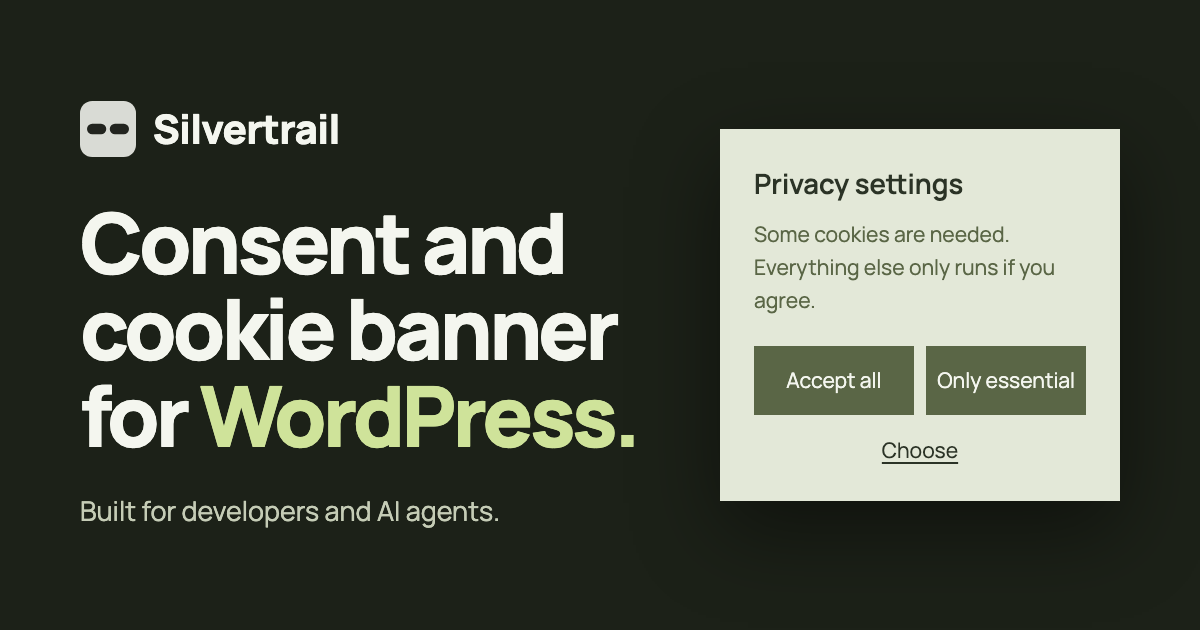 Silvertrail
Consent and
cookie banner
for WordPress.
Built for developers and AI agents.
Privacy settings
Some cookies are needed.
Everything else only runs if you
agree.
Accept all
Only essential
Choose